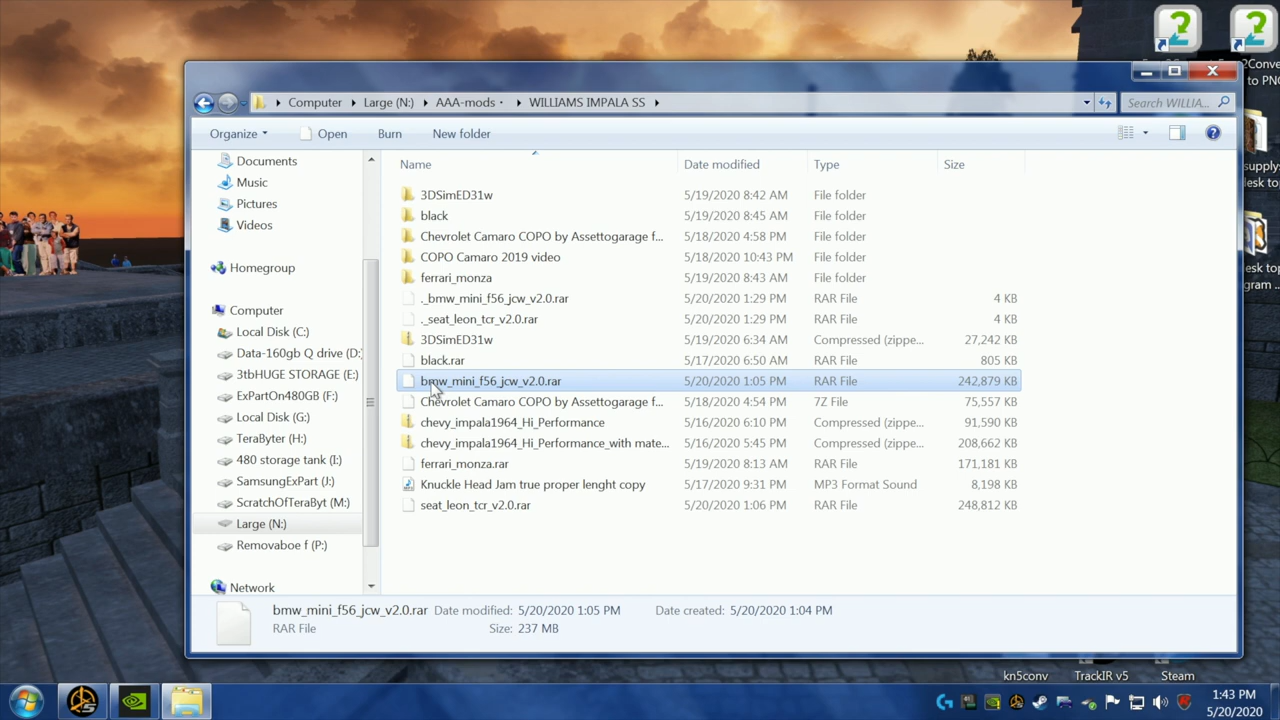 Computer Large (N:) AAA-mods WILLIAMS IMPALA SS Search WILLIA...
Organize Open Burn New folder
Documents
Music
Pictures
Videos
Homegroup
Computer
Local Disk (C:)
Data-160gb Q drive (D:
3tbHUGE STORAGE (E:)
ExPartOn480GB (F:)
Local Disk (G:)
TeraByter (H:)
480 storage tank (I:)
SamsungExPart (J:)
ScratchOfTeraByt (M:)
Large (N:)
Removaboe f (P:)
Network
Name Date modified Type Size
3DSimED31w 5/19/2020 8:42 AM File folder
black 5/19/2020 8:45 AM File folder
Chevrolet Camaro COPO by Assettogarage f... 5/18/2020 4:58 PM File folder
COPO Camaro 2019 video 5/18/2020 10:43 PM File folder
ferrari_monza 5/19/2020 8:43 AM File folder
._bmw_mini_f56_jcw_v2.0.rar 5/20/2020 1:29 PM RAR File 4 KB
._seat_leon_tcr_v2.0.rar 5/20/2020 1:29 PM RAR File 4 KB
3DSimED31w 5/19/2020 6:34 AM Compressed (zippe... 27,242 KB
black.rar 5/17/2020 6:50 AM RAR File 805 KB
bmw_mini_f56_jcw_v2.0.rar 5/20/2020 1:05 PM RAR File 242,879 KB
Chevrolet Camaro COPO by Assettogarage f... 5/18/2020 4:54 PM 7Z File 75,557 KB
chevy_impala1964_Hi_Performance 5/16/2020 6:10 PM Compressed (zippe... 91,590 KB
chevy_impala1964_Hi_Performance_with mate... 5/16/2020 5:45 PM Compressed (zippe... 208,662 KB
ferrari_monza.rar 5/19/2020 8:13 AM RAR File 171,181 KB
Knuckle Head Jam true proper lenght copy 5/17/2020 9:31 PM MP3 Format Sound 8,198 KB
seat_leon_tcr_v2.0.rar 5/20/2020 1:06 PM RAR File 248,812 KB
bmw_mini_f56_jcw_v2.0.rar Date modified: 5/20/2020 1:05 PM Date created: 5/20/2020 1:04 PM
RAR File Size: 237 MB
to PNG
supply
desk top
desk top
kn5conv TrackIR v5 Steam
1:43 PM
5/20/2020